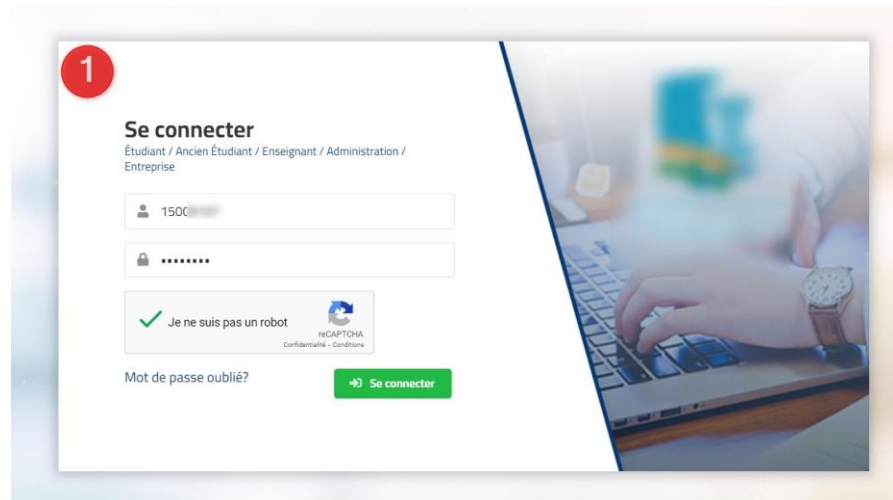 1
Se connecter
Étudiant / Ancien Étudiant / Enseignant / Administration /
Entreprise
1500
Je ne suis pas un robot
reCAPTCHA
Confidentialité - Conditions
Mot de passe oublié?
Se connecter